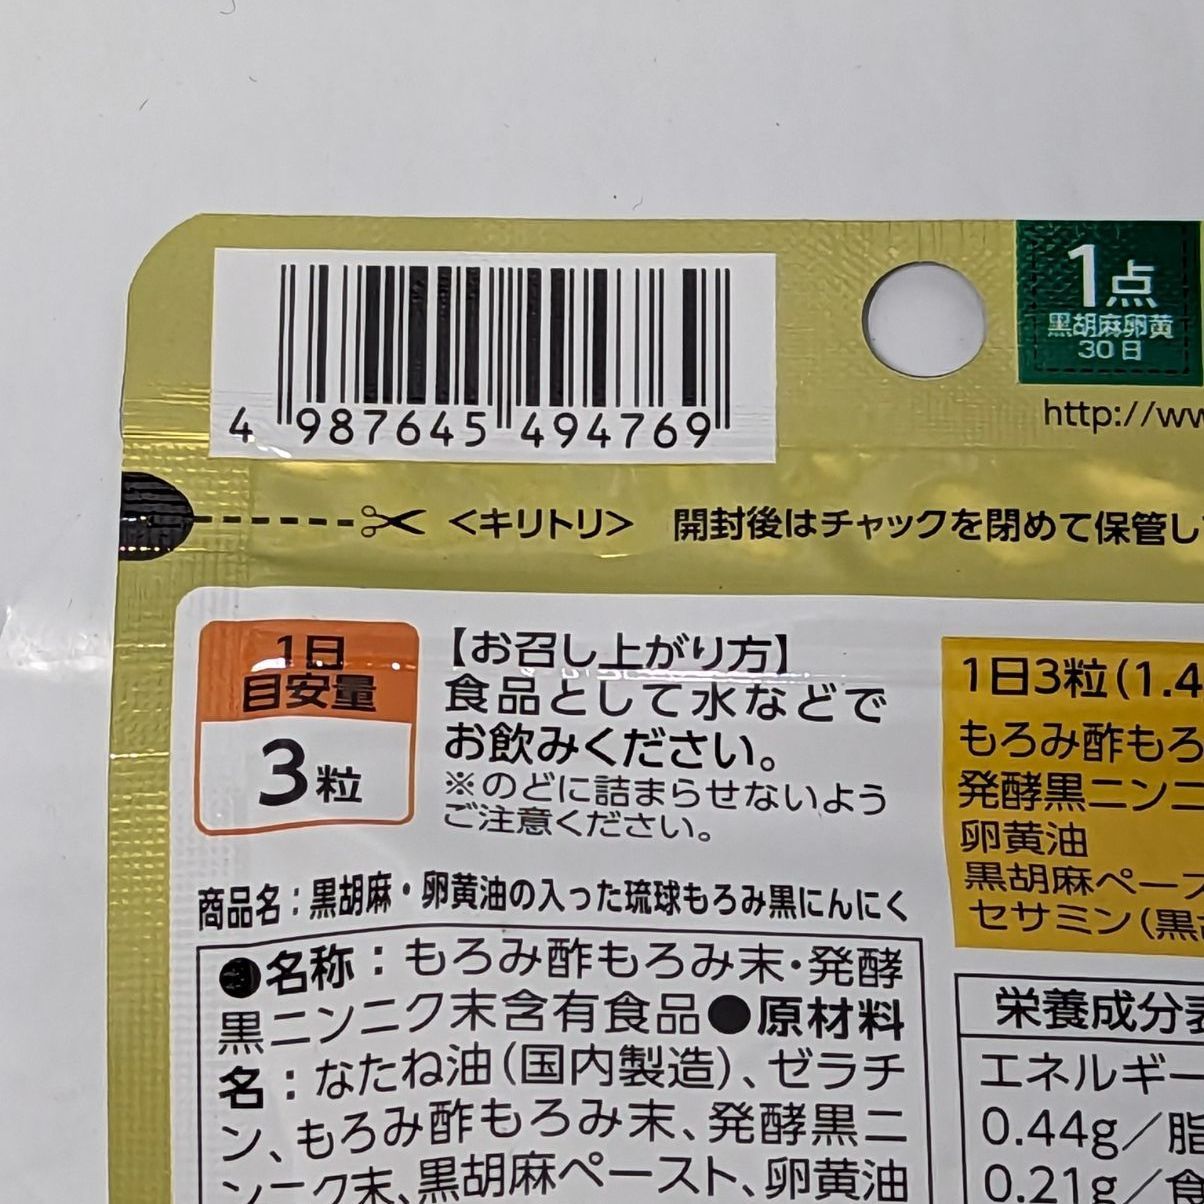 4 987645 494769
1点
黒胡麻卵黄
30日
http://ww
<キリトリ> 開封後はチャックを閉めて保管し
1日
目安量
3粒
【お召し上がり方】
食品として水などで
お飲みください。
※のどに詰まらせないよう
ご注意ください。
1日3粒(1.4
もろみ酢もろ
発酵黒ニンニ
卵黄油
黒胡麻ペース
セサミン(黒
商品名:黒胡麻・卵黄油の入った琉球もろみ黒にんにく
●名称:もろみ酢もろみ末・発酵
黒ニンニク末含有食品●原材料
名:なたね油(国内製造)、ゼラチ
ン、もろみ酢もろみ末、発酵黒ニ
ンニク末、黒胡麻ペースト、卵黄油
栄養成分表
エネルギー
0.44g/脂
0.21g/食